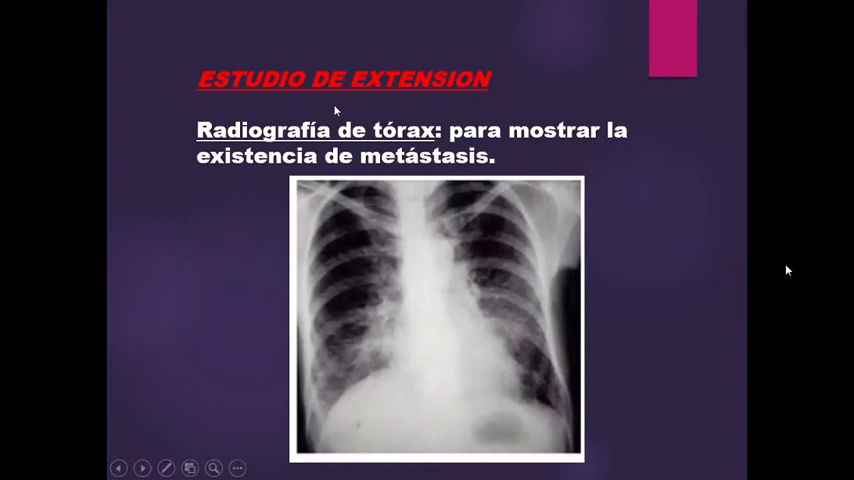 ESTUDIO DE EXTENSION
Radiografía de tórax: para mostrar la
existencia de metástasis.